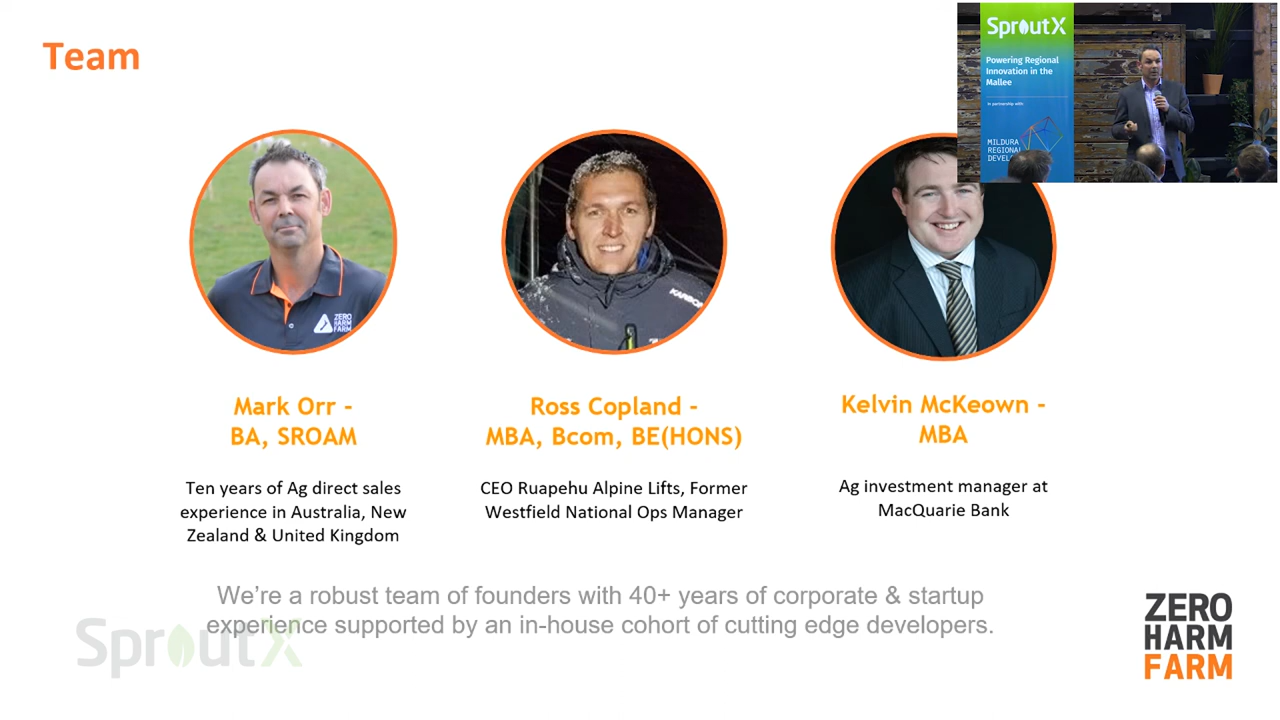 Team
SproutX
Powering Regional
Innovation in the
Mallee
In partnership with:
MILDURA
REGIONAL
DEVEL
ZERO
HARM
FARM
Mark Orr -
BA, SROAM
Ten years of Ag direct sales
experience in Australia, New
Zealand & United Kingdom
Ross Copland -
MBA, Bcom, BE(HONS)
CEO Ruapehu Alpine Lifts, Former
Westfield National Ops Manager
Kelvin McKeown -
MBA
Ag investment manager at
MacQuarie Bank
We’re a robust team of founders with 40+ years of corporate & startup
experience supported by an in-house cohort of cutting edge developers.
SproutX
ZERO
HARM
FARM